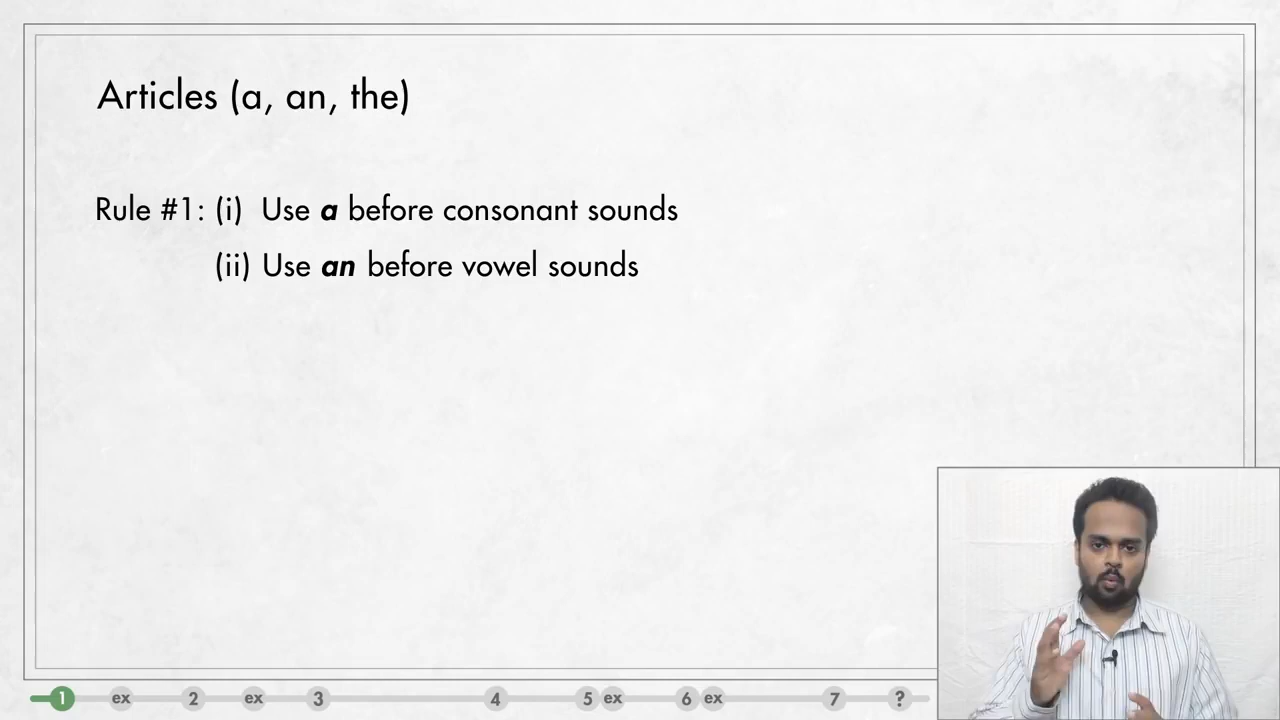 Articles (a, an, the)
Rule #1: (i) Use a before consonant sounds
(ii) Use an before vowel sounds
1 ex 2 ex 3 4 5 ex 6 ex 7 ?